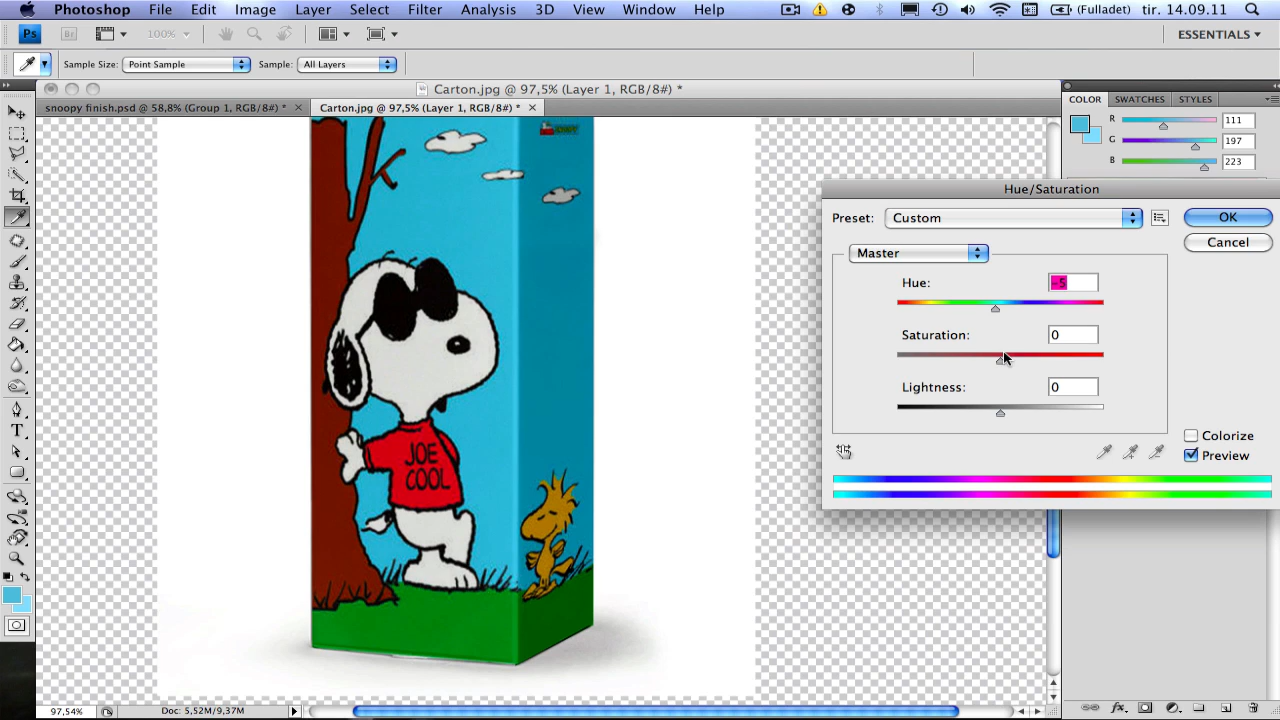 Photoshop File Edit Image Layer Select Filter Analysis 3D View Window Help (Fulladet) tir. 14.09.11
Ps Br 100% ESSENTIALS
Sample Size: Point Sample Sample: All Layers
Carton.jpg @ 97,5% (Layer 1, RGB/8#) *
snoopy finish.psd @ 58,8% (Group 1, RGB/8#) * Carton.jpg @ 97,5% (Layer 1, RGB/8#) *
COLOR SWATCHES STYLES
R 111
G 197
B 223
SNOOPY
Hue/Saturation
Preset: Custom OK
Cancel
Master
Hue: -5
Saturation: 0
Lightness: 0
Colorize
Preview
JOE
COOL
T
97,54% Doc: 5,52M/9,37M
fx